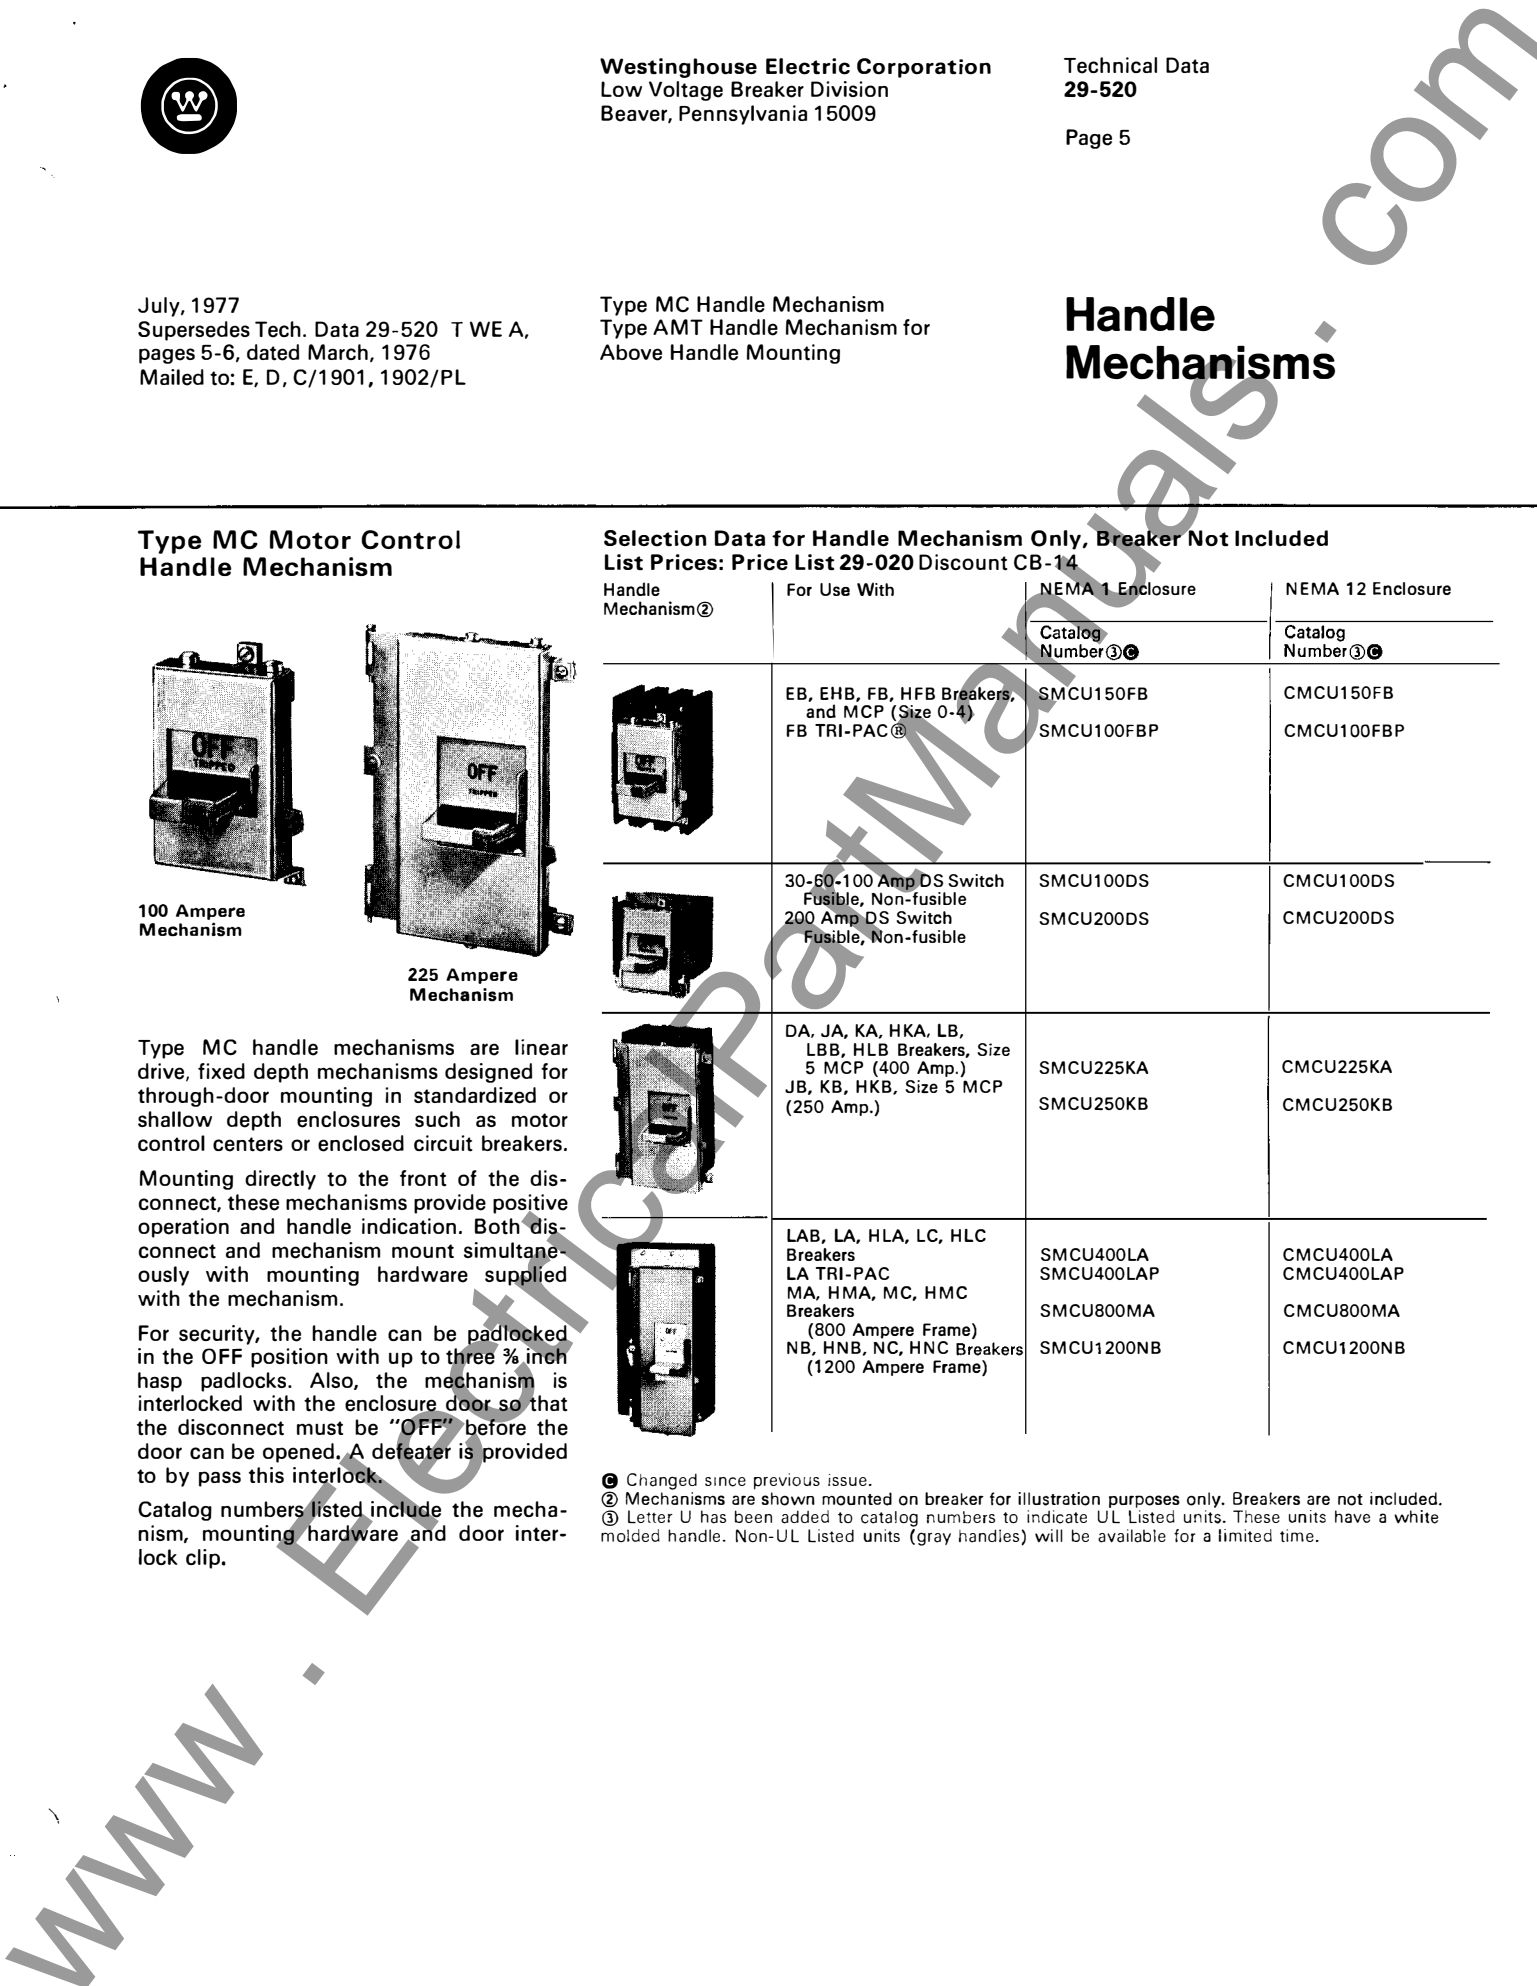 Westinghouse Electric Corporation
Low Voltage Breaker Division
Beaver, Pennsylvania 15009
Technical Data
29-520
Page 5
July, 1977
Supersedes Tech. Data 29-520 T WE A,
pages 5-6, dated March, 1976
Mailed to: E, D, C/1901, 1902/PL
Type MC Handle Mechanism
Type AMT Handle Mechanism for
Above Handle Mounting
Handle
Mechanisms
Type MC Motor Control
Handle Mechanism
OFF
TRIPPED
OFF
TRIPPED
100 Ampere
Mechanism
225 Ampere
Mechanism
Type MC handle mechanisms are linear
drive, fixed depth mechanisms designed for
through-door mounting in standardized or
shallow depth enclosures such as motor
control centers or enclosed circuit breakers.
Mounting directly to the front of the dis-
connect, these mechanisms provide positive
operation and handle indication. Both dis-
connect and mechanism mount simultane-
ously with mounting hardware supplied
with the mechanism.
For security, the handle can be padlocked
in the OFF position with up to three ⅜ inch
hasp padlocks. Also, the mechanism is
interlocked with the enclosure door so that
the disconnect must be "OFF" before the
door can be opened. A defeater is provided
to by pass this interlock.
Catalog numbers listed include the mecha-
nism, mounting hardware and door inter-
lock clip.
Selection Data for Handle Mechanism Only, Breaker Not Included
List Prices: Price List 29-020 Discount CB-14
Handle
Mechanism②
For Use With
NEMA 1 Enclosure
NEMA 12 Enclosure
Catalog
Number③🅒
Catalog
Number③🅒
EB, EHB, FB, HFB Breakers,
and MCP (Size 0-4)
SMCU150FB
CMCU150FB
FB TRI-PAC®
SMCU100FBP
CMCU100FBP
OFF
30-60-100 Amp DS Switch
Fusible, Non-fusible
SMCU100DS
CMCU100DS
200 Amp DS Switch
Fusible, Non-fusible
SMCU200DS
CMCU200DS
DA, JA, KA, HKA, LB,
LBB, HLB Breakers, Size
5 MCP (400 Amp.)
SMCU225KA
CMCU225KA
JB, KB, HKB, Size 5 MCP
(250 Amp.)
SMCU250KB
CMCU250KB
OFF
LAB, LA, HLA, LC, HLC
Breakers
SMCU400LA
CMCU400LA
LA TRI-PAC
SMCU400LAP
CMCU400LAP
MA, HMA, MC, HMC
Breakers
(800 Ampere Frame)
SMCU800MA
CMCU800MA
NB, HNB, NC, HNC Breakers
(1200 Ampere Frame)
SMCU1200NB
CMCU1200NB
OFF
🅒 Changed since previous issue.
② Mechanisms are shown mounted on breaker for illustration purposes only. Breakers are not included.
③ Letter U has been added to catalog numbers to indicate UL Listed units. These units have a white
molded handle. Non-UL Listed units (gray handles) will be available for a limited time.
www . ElectricalPartManuals . com